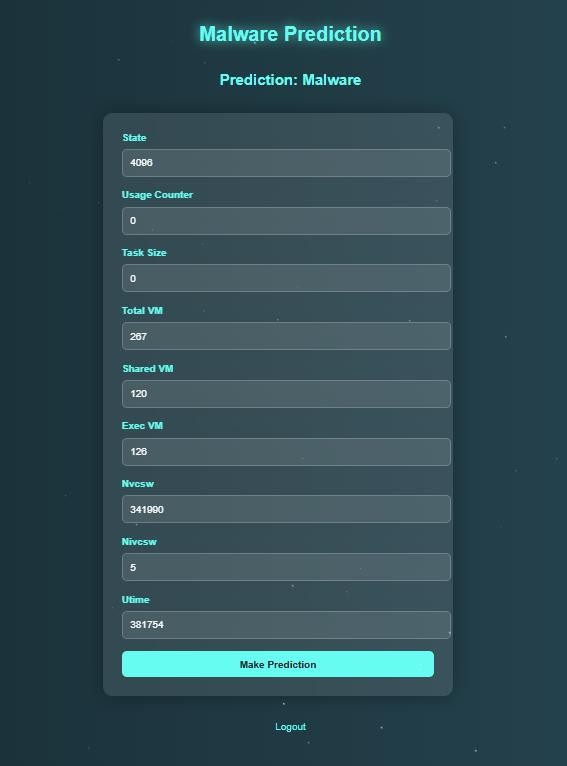 Malware Prediction
Prediction: Malware
State
4096
Usage Counter
0
Task Size
0
Total VM
267
Shared VM
120
Exec VM
126
Nvcsw
341990
Nivcsw
5
Utime
381754
Make Prediction
Logout